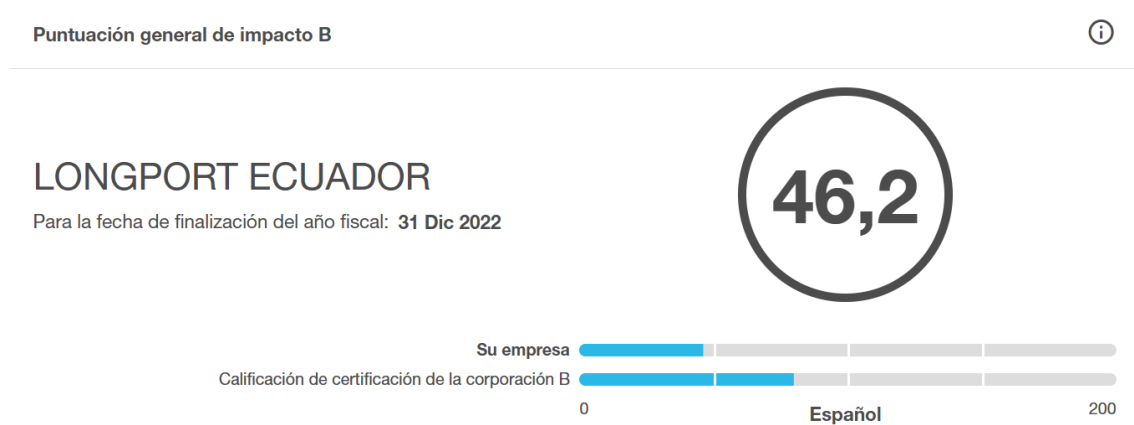 Puntuación general de impacto B
LONGPORT ECUADOR
Para la fecha de finalización del año fiscal: 31 Dic 2022
46,2
Su empresa
Calificación de certificación de la corporación B
0
Español
200